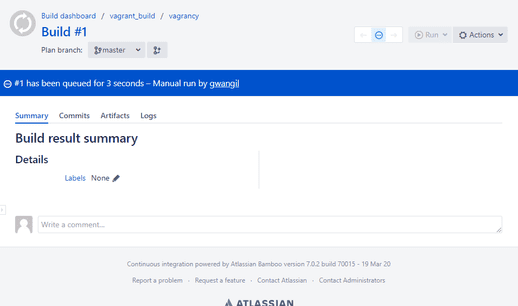 Build dashboard / vagrant_build / vagrancy
Build #1
Run Actions
Plan branch: master
#1 has been queued for 3 seconds – Manual run by gwangil
Summary Commits Artifacts Logs
Build result summary
Details
Labels None
Write a comment...
Continuous integration powered by Atlassian Bamboo version 7.0.2 build 70015 - 19 Mar 20
Report a problem · Request a feature · Contact Atlassian · Contact Administrators
ATLASSIAN